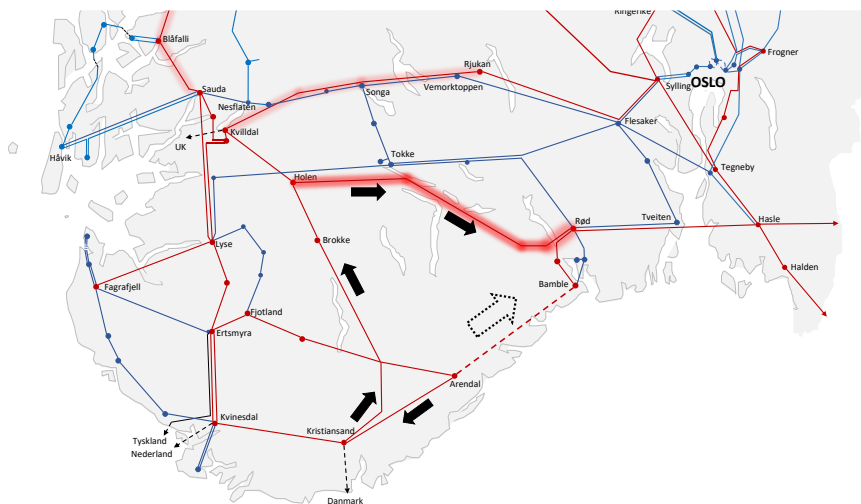 Ringerike
Blåfalli
Frogner
Rjukan
Sylling
OSLO
Sauda
Vemorktoppen
Songa
Nesflaten
Kvilldal
Flesaker
UK
Håvik
Tokke
Tegneby
Holen
Rød
Tveiten
Hasle
Brokke
Lyse
Halden
Bamble
Fagrafjell
Fjotland
Ertsmyra
Arendal
Kvinesdal
Kristiansand
Tyskland
Nederland
Danmark